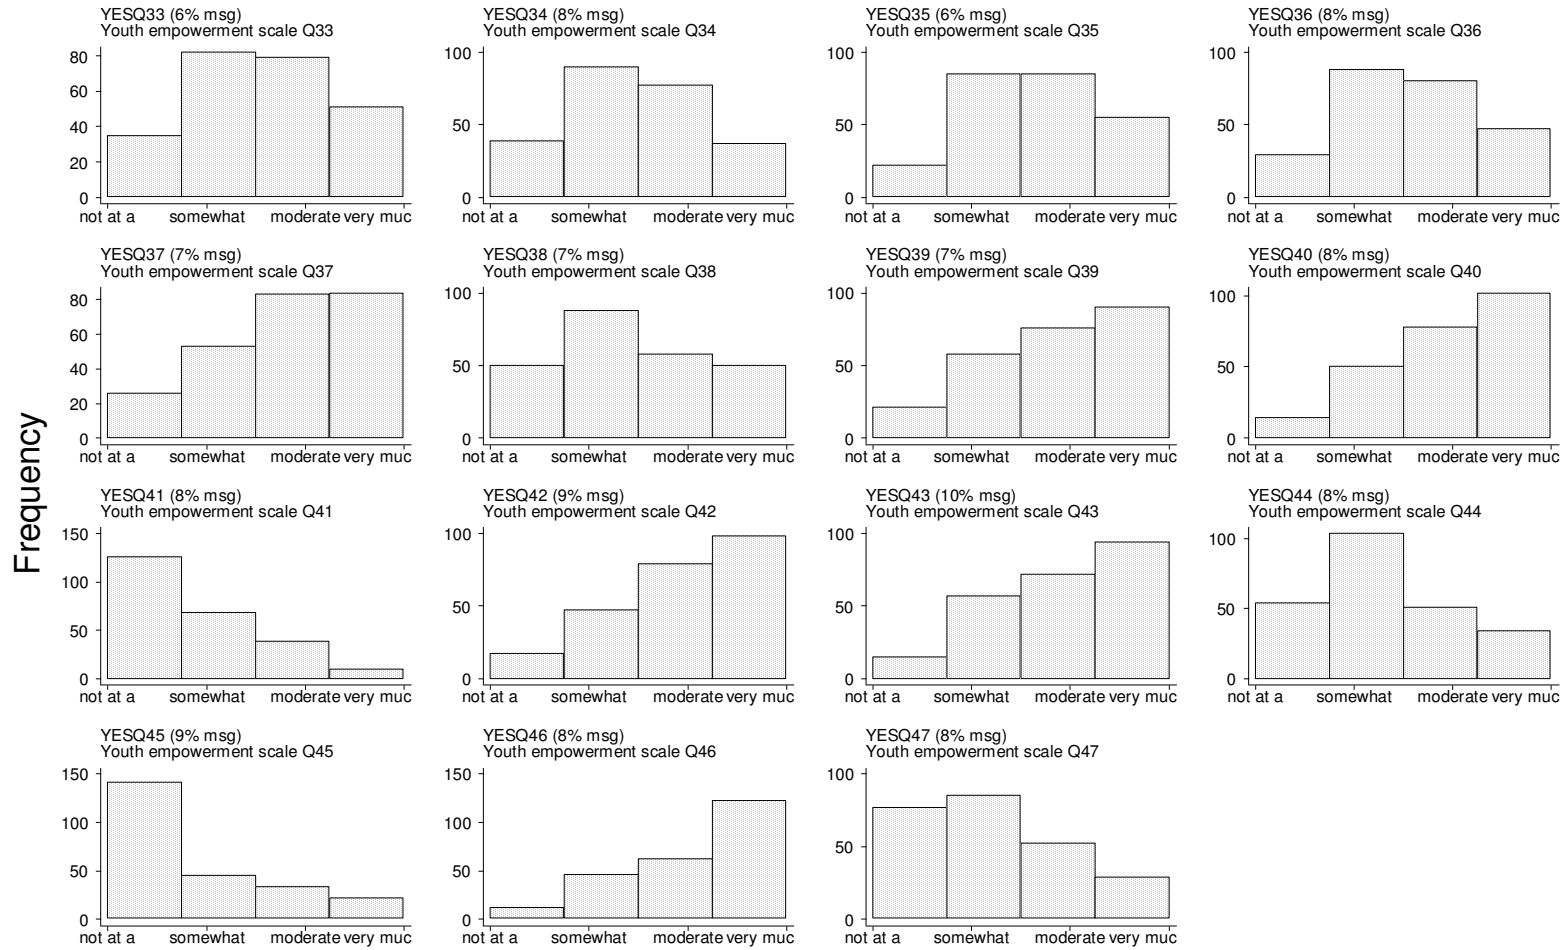 YESQ33 (6% msg)
Youth empowerment scale Q33
80
60
40
20
0
not at a somewhat moderate very muc
YESQ34 (8% msg)
Youth empowerment scale Q34
100
50
0
not at a somewhat moderate very muc
YESQ35 (6% msg)
Youth empowerment scale Q35
100
50
0
not at a somewhat moderate very muc
YESQ36 (8% msg)
Youth empowerment scale Q36
100
50
0
not at a somewhat moderate very muc
Frequency
YESQ37 (7% msg)
Youth empowerment scale Q37
80
60
40
20
0
not at a somewhat moderate very muc
YESQ38 (7% msg)
Youth empowerment scale Q38
100
50
0
not at a somewhat moderate very muc
YESQ39 (7% msg)
Youth empowerment scale Q39
100
50
0
not at a somewhat moderate very muc
YESQ40 (8% msg)
Youth empowerment scale Q40
100
50
0
not at a somewhat moderate very muc
YESQ41 (8% msg)
Youth empowerment scale Q41
150
100
50
0
not at a somewhat moderate very muc
YESQ42 (9% msg)
Youth empowerment scale Q42
100
50
0
not at a somewhat moderate very muc
YESQ43 (10% msg)
Youth empowerment scale Q43
100
50
0
not at a somewhat moderate very muc
YESQ44 (8% msg)
Youth empowerment scale Q44
100
50
0
not at a somewhat moderate very muc
YESQ45 (9% msg)
Youth empowerment scale Q45
150
100
50
0
not at a somewhat moderate very muc
YESQ46 (8% msg)
Youth empowerment scale Q46
150
100
50
0
not at a somewhat moderate very muc
YESQ47 (8% msg)
Youth empowerment scale Q47
100
50
0
not at a somewhat moderate very muc